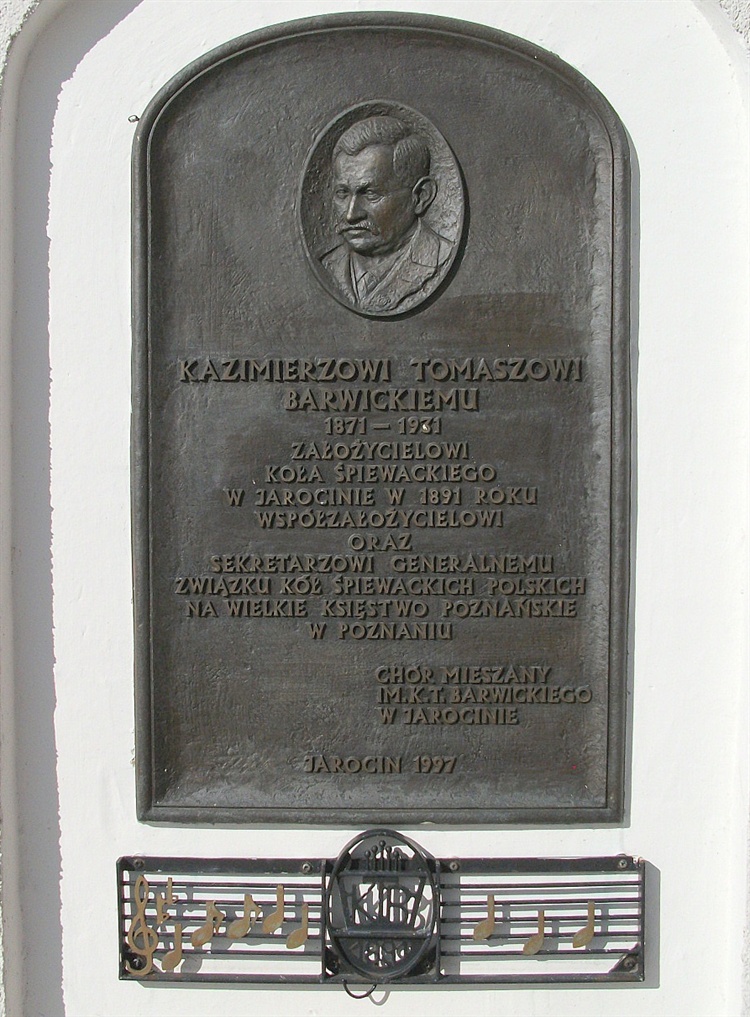 KAZIMIERZOWI TOMASZOWI
BARWICKIEMU
1871 – 1931
ZAŁOŻYCIELOWI
KOŁA ŚPIEWACKIEGO
W JAROCINIE W 1891 ROKU
WSPÓŁZAŁOŻYCIELOWI
ORAZ
SEKRETARZOWI GENERALNEMU
ZWIĄZKU KÓŁ ŚPIEWACKICH POLSKICH
NA WIELKIE KSIĘSTWO POZNAŃSKIE
W POZNANIU
CHÓR MIESZANY
IM.K.T. BARWICKIEGO
W JAROCINIE
JAROCIN 1997